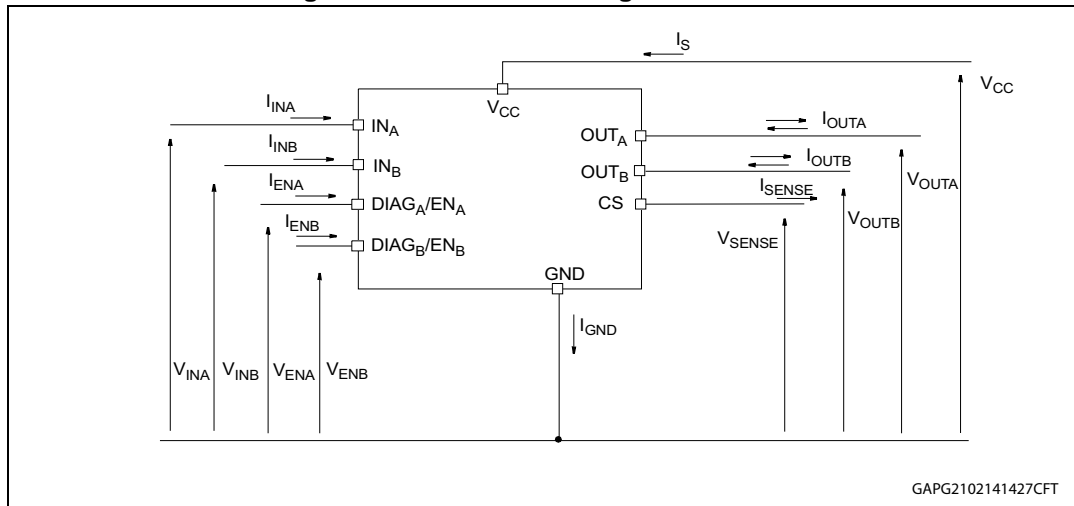 I_S
V_CC
V_CC
I_INA
IN_A
I_INB
IN_B
I_ENA
DIAG_A/EN_A
I_ENB
DIAG_B/EN_B
OUT_A
I_OUTA
OUT_B
I_OUTB
CS
I_SENSE
V_OUTA
V_OUTB
V_SENSE
GND
I_GND
V_INA
V_INB
V_ENA
V_ENB
GAPG2102141427CFT